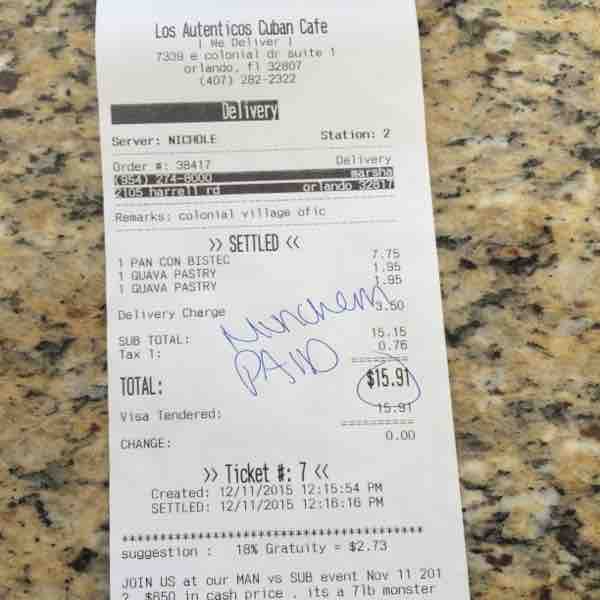 Los Autenticos Cuban Cafe
| We Deliver |
7339 e colonial dr suite 1
orlando, fl 32807
(407) 282-2322
Delivery
Server: NICHOLE Station: 2
Order #: 38417 Delivery
(954) 274-6000 marsha
2105 harrell rd orlando 32817
Remarks: colonial village ofic
>> SETTLED <<
1 PAN CON BISTEC 7.75
1 GUAVA PASTRY 1.95
1 GUAVA PASTRY 1.95
Delivery Charge 3.50
SUB TOTAL: 15.15
Tax 1: 0.76
PAID
TOTAL: $15.91
Visa Tendered: 15.91
CHANGE: 0.00
>> Ticket #: 7 <<
Created: 12/11/2015 12:15:54 PM
SETTLED: 12/11/2015 12:16:16 PM
suggestion : 18% Gratuity = $2.73
JOIN US at our MAN vs SUB event Nov 11 201
2 $650 in cash price . its a 7lb monster